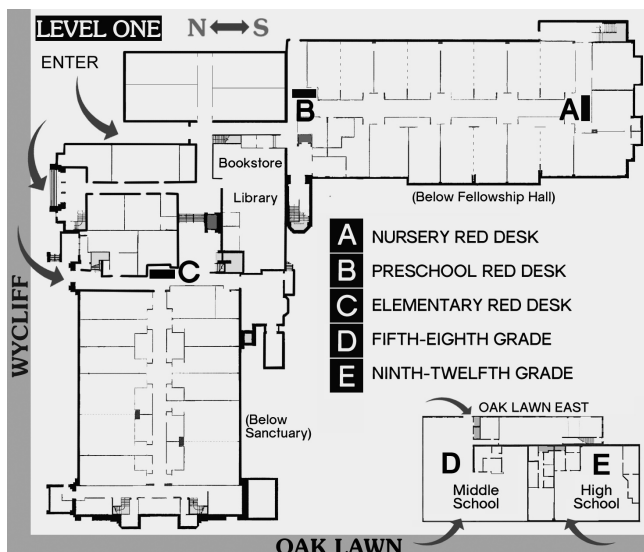 LEVEL ONE
N S
ENTER
B
A
Bookstore
Library
(Below Fellowship Hall)
C
WYCLIFF
A NURSERY RED DESK
B PRESCHOOL RED DESK
C ELEMENTARY RED DESK
D FIFTH-EIGHTH GRADE
E NINTH-TWELFTH GRADE
(Below
Sanctuary)
OAK LAWN EAST
D
Middle
School
E
High
School
OAK LAWN